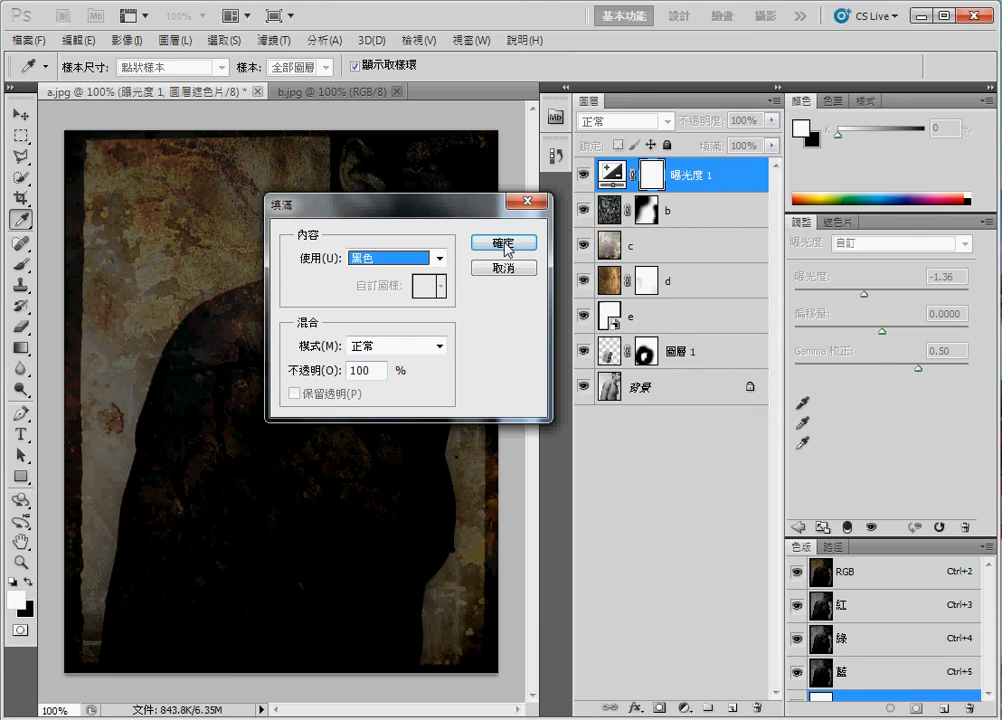 Ps
Br
Mb
100%
基本功能
設計
繪畫
攝影
CS Live
檔案(F)
編輯(E)
影像(I)
圖層(L)
選取(S)
濾鏡(T)
分析(A)
3D(D)
檢視(V)
視窗(W)
說明(H)
樣本尺寸: 點狀樣本
樣本: 全部圖層
顯示取樣環
a.jpg @ 100% (曝光度 1, 圖層遮色片/8) *
b.jpg @ 100% (RGB/8)
填滿
內容
使用(U): 黑色
自訂圖樣:
混合
模式(M): 正常
不透明(O): 100 %
保留透明(P)
確定
取消
Mb
圖層
正常
不透明度: 100%
鎖定:
填滿: 100%
曝光度 1
b
c
d
e
圖層 1
背景
fx
顏色
色票
樣式
K
0 %
調整
遮色片
曝光度: 自訂
曝光度: -1.36
偏移量: 0.0000
Gamma 校正: 0.50
色版
路徑
RGB Ctrl+2
紅 Ctrl+3
綠 Ctrl+4
藍 Ctrl+5
100%
文件: 843.8K/6.35M